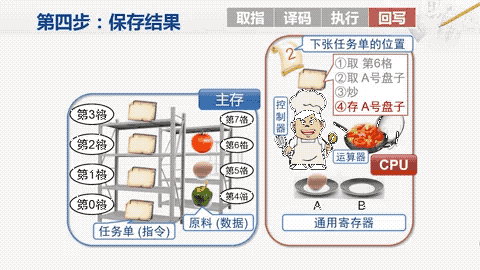 第四步：保存结果
取指 译码 执行 回写
2
下张任务单的位置
①取 第6格
②取 A号盘子
③炒
④存 A号盘子
控制器
运算器
CPU
A B
通用寄存器
主存
第3格 第7格
第2格 第6格
第1格 第5格
第0格 第4格
任务单 (指令) 原料 (数据)